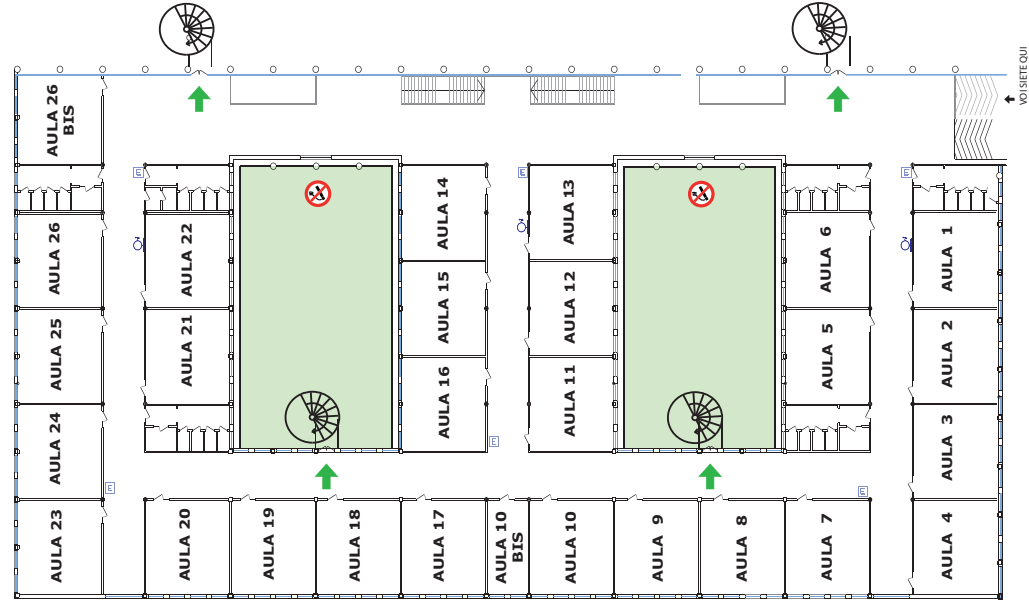 VOI SIETE QUI
AULA 26
BIS
AULA 14
AULA 13
AULA 26
AULA 22
AULA 6
AULA 1
AULA 15
AULA 12
AULA 25
AULA 21
AULA 5
AULA 2
AULA 16
AULA 11
AULA 24
AULA 3
AULA 23
AULA 20
AULA 19
AULA 18
AULA 17
AULA 10
BIS
AULA 10
AULA 9
AULA 8
AULA 7
AULA 4